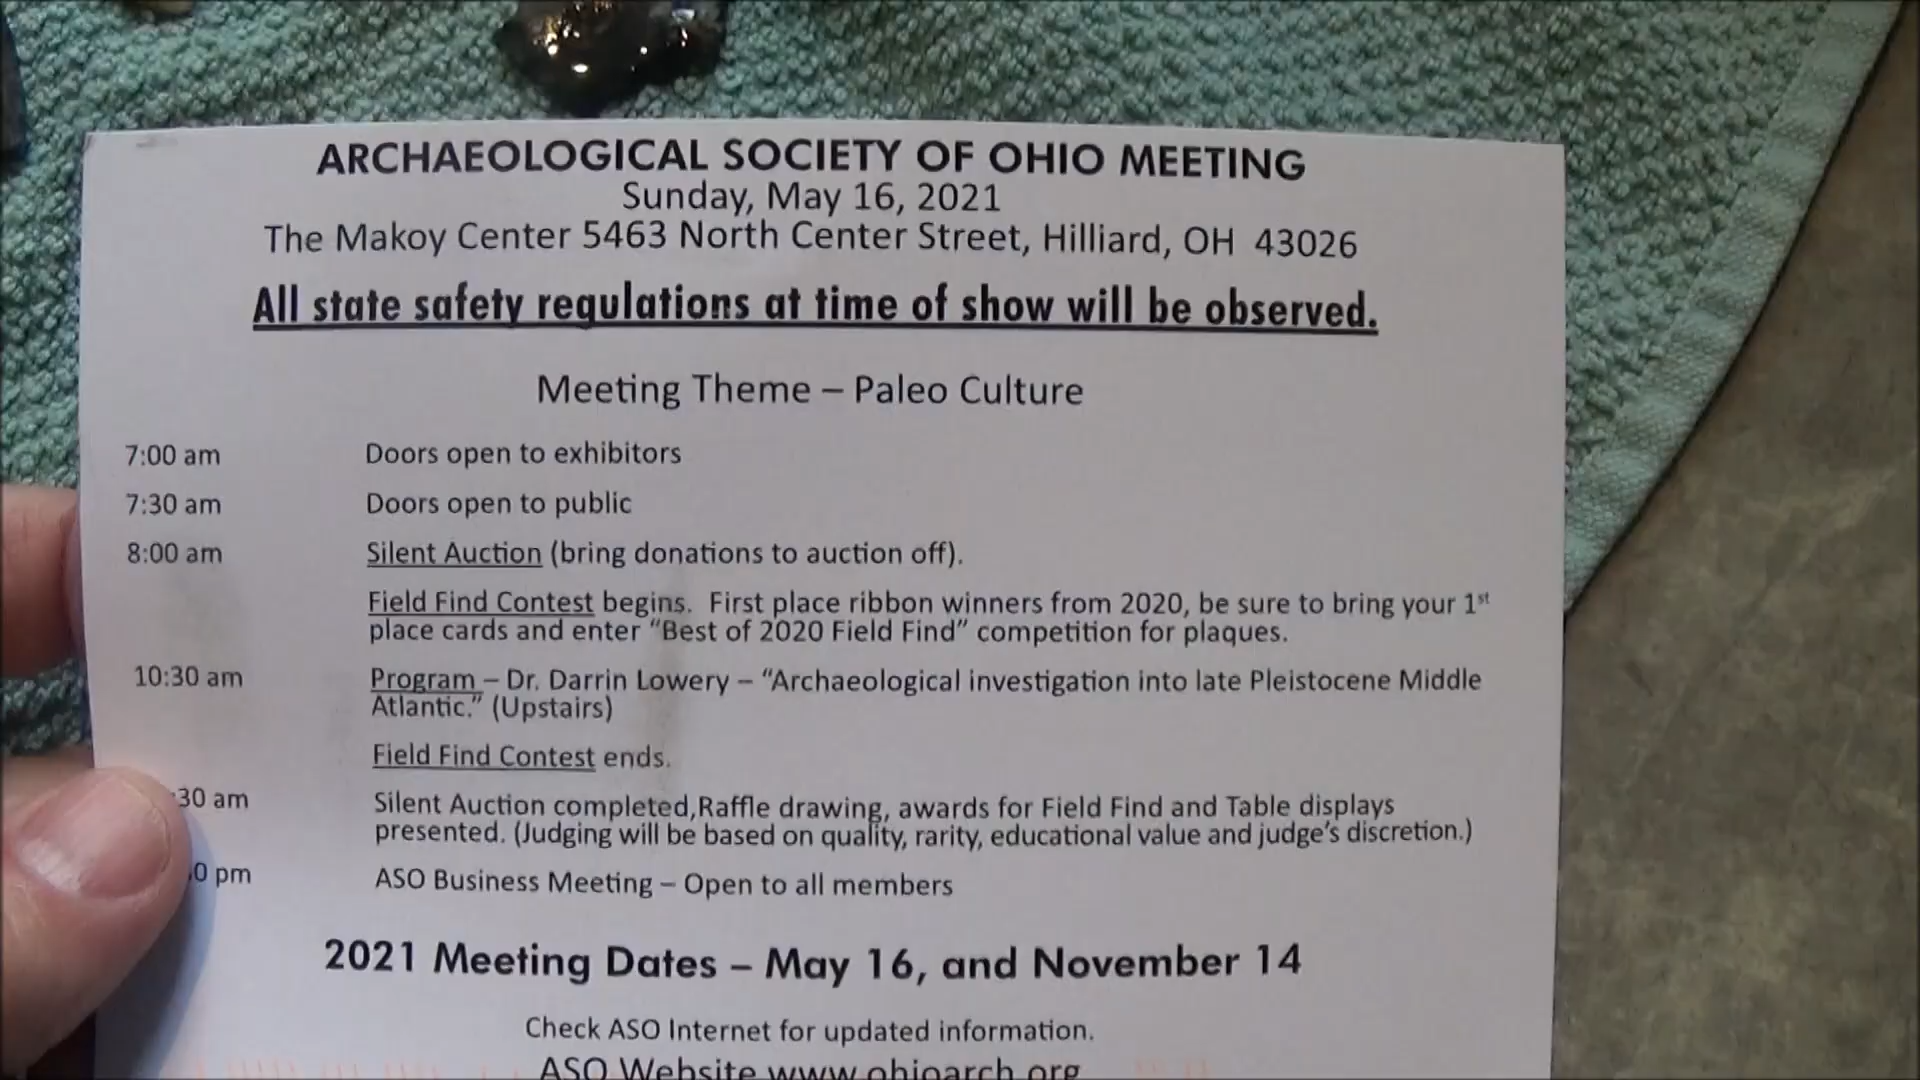 ARCHAEOLOGICAL SOCIETY OF OHIO MEETING
Sunday, May 16, 2021
The Makoy Center 5463 North Center Street, Hilliard, OH 43026
All state safety regulations at time of show will be observed.
Meeting Theme – Paleo Culture
7:00 am Doors open to exhibitors
7:30 am Doors open to public
8:00 am Silent Auction (bring donations to auction off).
Field Find Contest begins. First place ribbon winners from 2020, be sure to bring your 1st
place cards and enter “Best of 2020 Field Find” competition for plaques.
10:30 am Program – Dr. Darrin Lowery – “Archaeological investigation into late Pleistocene Middle
Atlantic.” (Upstairs)
Field Find Contest ends.
:30 am Silent Auction completed,Raffle drawing, awards for Field Find and Table displays
presented. (Judging will be based on quality, rarity, educational value and judge’s discretion.)
0 pm ASO Business Meeting – Open to all members
2021 Meeting Dates – May 16, and November 14
Check ASO Internet for updated information.
ASO Website www.ohioarch.org